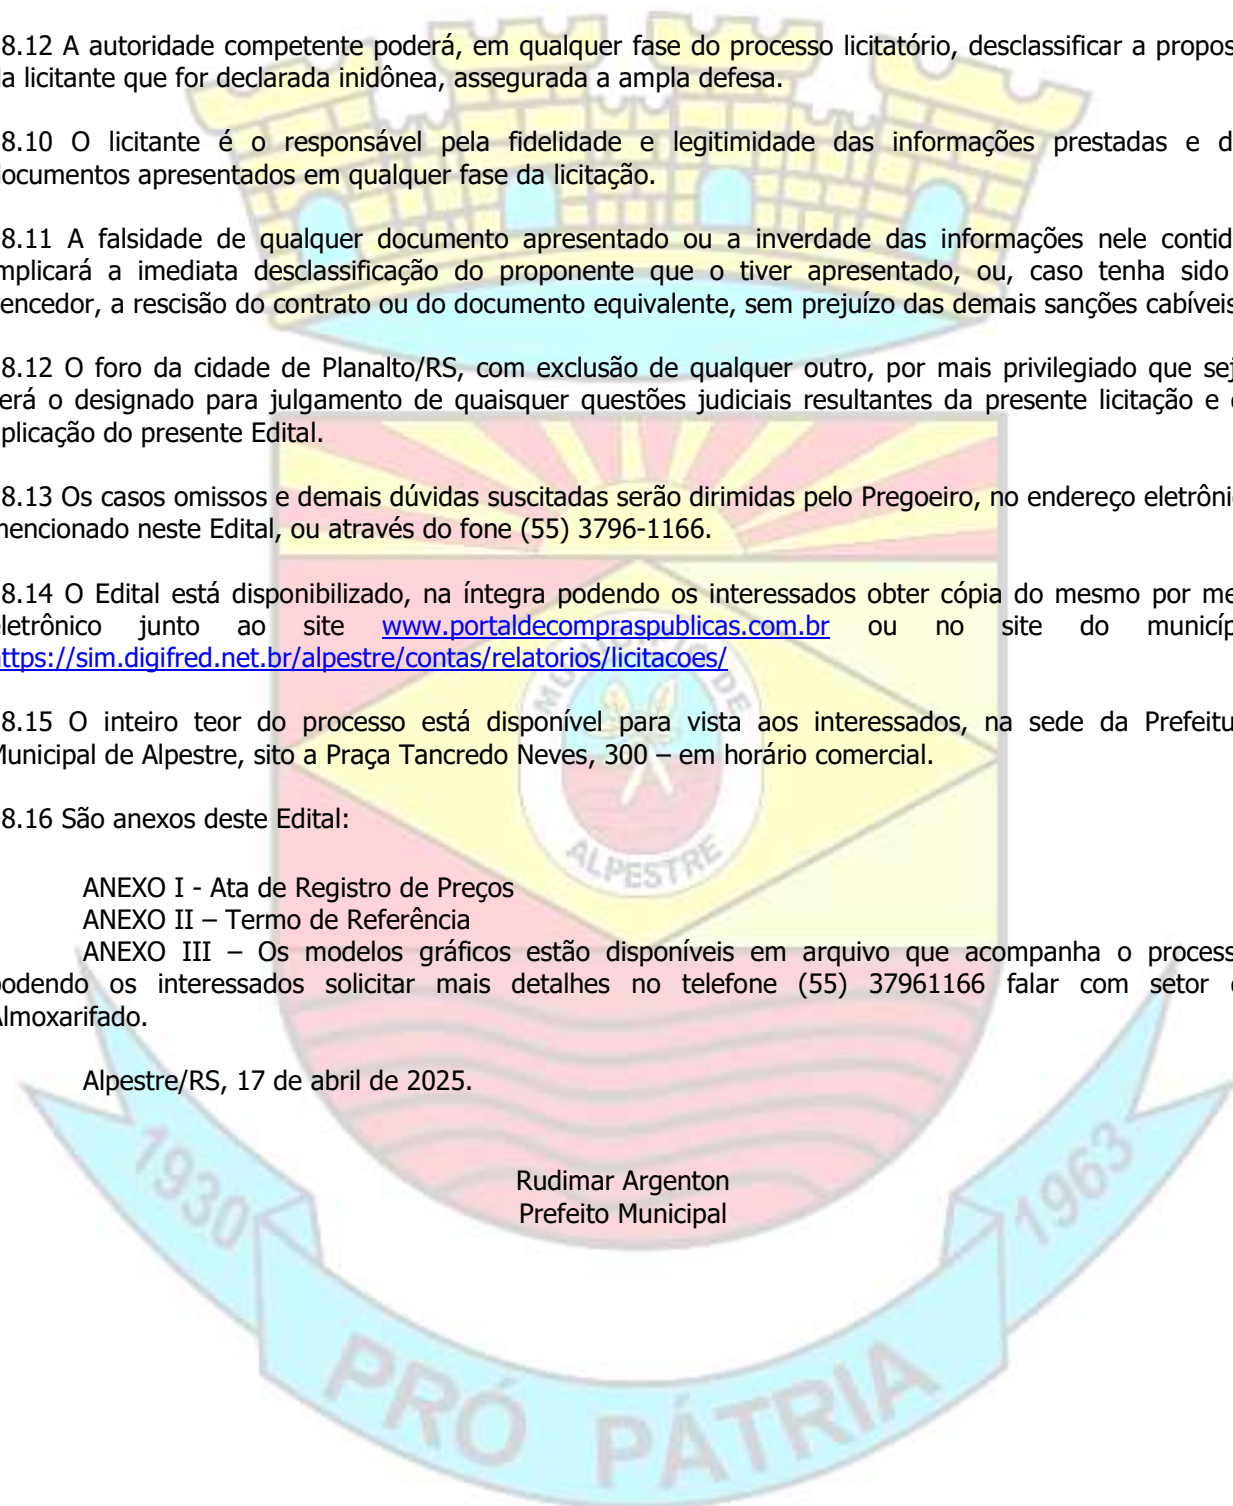 8.12 A autoridade competente poderá, em qualquer fase do processo licitatório, desclassificar a propos
da licitante que for declarada inidônea, assegurada a ampla defesa.
8.10 O licitante é o responsável pela fidelidade e legitimidade das informações prestadas e d
documentos apresentados em qualquer fase da licitação.
8.11 A falsidade de qualquer documento apresentado ou a inverdade das informações nele contid
implicará a imediata desclassificação do proponente que o tiver apresentado, ou, caso tenha sido
vencedor, a rescisão do contrato ou do documento equivalente, sem prejuízo das demais sanções cabíveis
8.12 O foro da cidade de Planalto/RS, com exclusão de qualquer outro, por mais privilegiado que sej
será o designado para julgamento de quaisquer questões judiciais resultantes da presente licitação e
aplicação do presente Edital.
8.13 Os casos omissos e demais dúvidas suscitadas serão dirimidas pelo Pregoeiro, no endereço eletrôni
mencionado neste Edital, ou através do fone (55) 3796-1166.
8.14 O Edital está disponibilizado, na íntegra podendo os interessados obter cópia do mesmo por me
eletrônico junto ao site www.portaldecompraspublicas.com.br ou no site do municíp
https://sim.digifred.net.br/alpestre/contas/relatorios/licitacoes/
8.15 O inteiro teor do processo está disponível para vista aos interessados, na sede da Prefeitu
Municipal de Alpestre, sito a Praça Tancredo Neves, 300 – em horário comercial.
8.16 São anexos deste Edital:
ANEXO I - Ata de Registro de Preços
ANEXO II – Termo de Referência
ANEXO III – Os modelos gráficos estão disponíveis em arquivo que acompanha o process
podendo os interessados solicitar mais detalhes no telefone (55) 37961166 falar com setor
Almoxarifado.
Alpestre/RS, 17 de abril de 2025.
Rudimar Argenton
Prefeito Municipal
MUNICÍPIO DE
ALPESTRE
1930
1963
PRÓ PÁTRIA